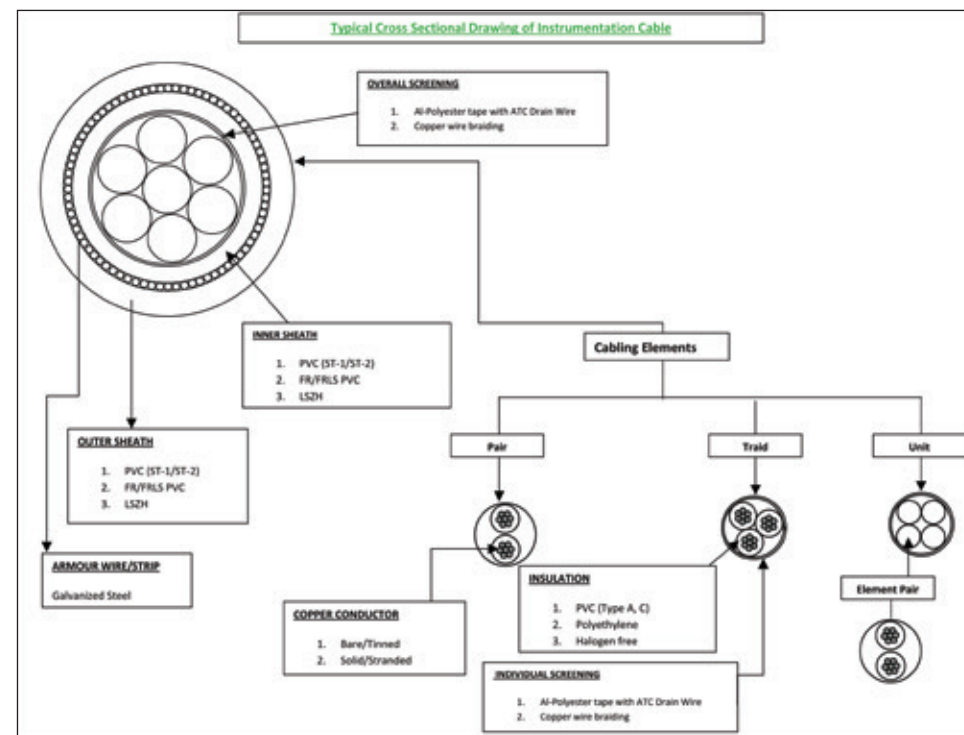 Typical Cross Sectional Drawing of Instrumentation Cable
OVERALL SCREENING
1. Al-Polyester tape with ATC Drain Wire
2. Copper wire braiding
INNER SHEATH
1. PVC (ST-1/ST-2)
2. FR/FRLS PVC
3. LSZH
Cabling Elements
OUTER SHEATH
1. PVC (ST-1/ST-2)
2. FR/FRLS PVC
3. LSZH
Pair
Traid
Unit
ARMOUR WIRE/STRIP
Galvanized Steel
COPPER CONDUCTOR
1. Bare/Tinned
2. Solid/Stranded
INSULATION
1. PVC (Type A, C)
2. Polyethylene
3. Halogen free
Element Pair
INDIVIDUAL SCREENING
1. Al-Polyester tape with ATC Drain Wire
2. Copper wire braiding